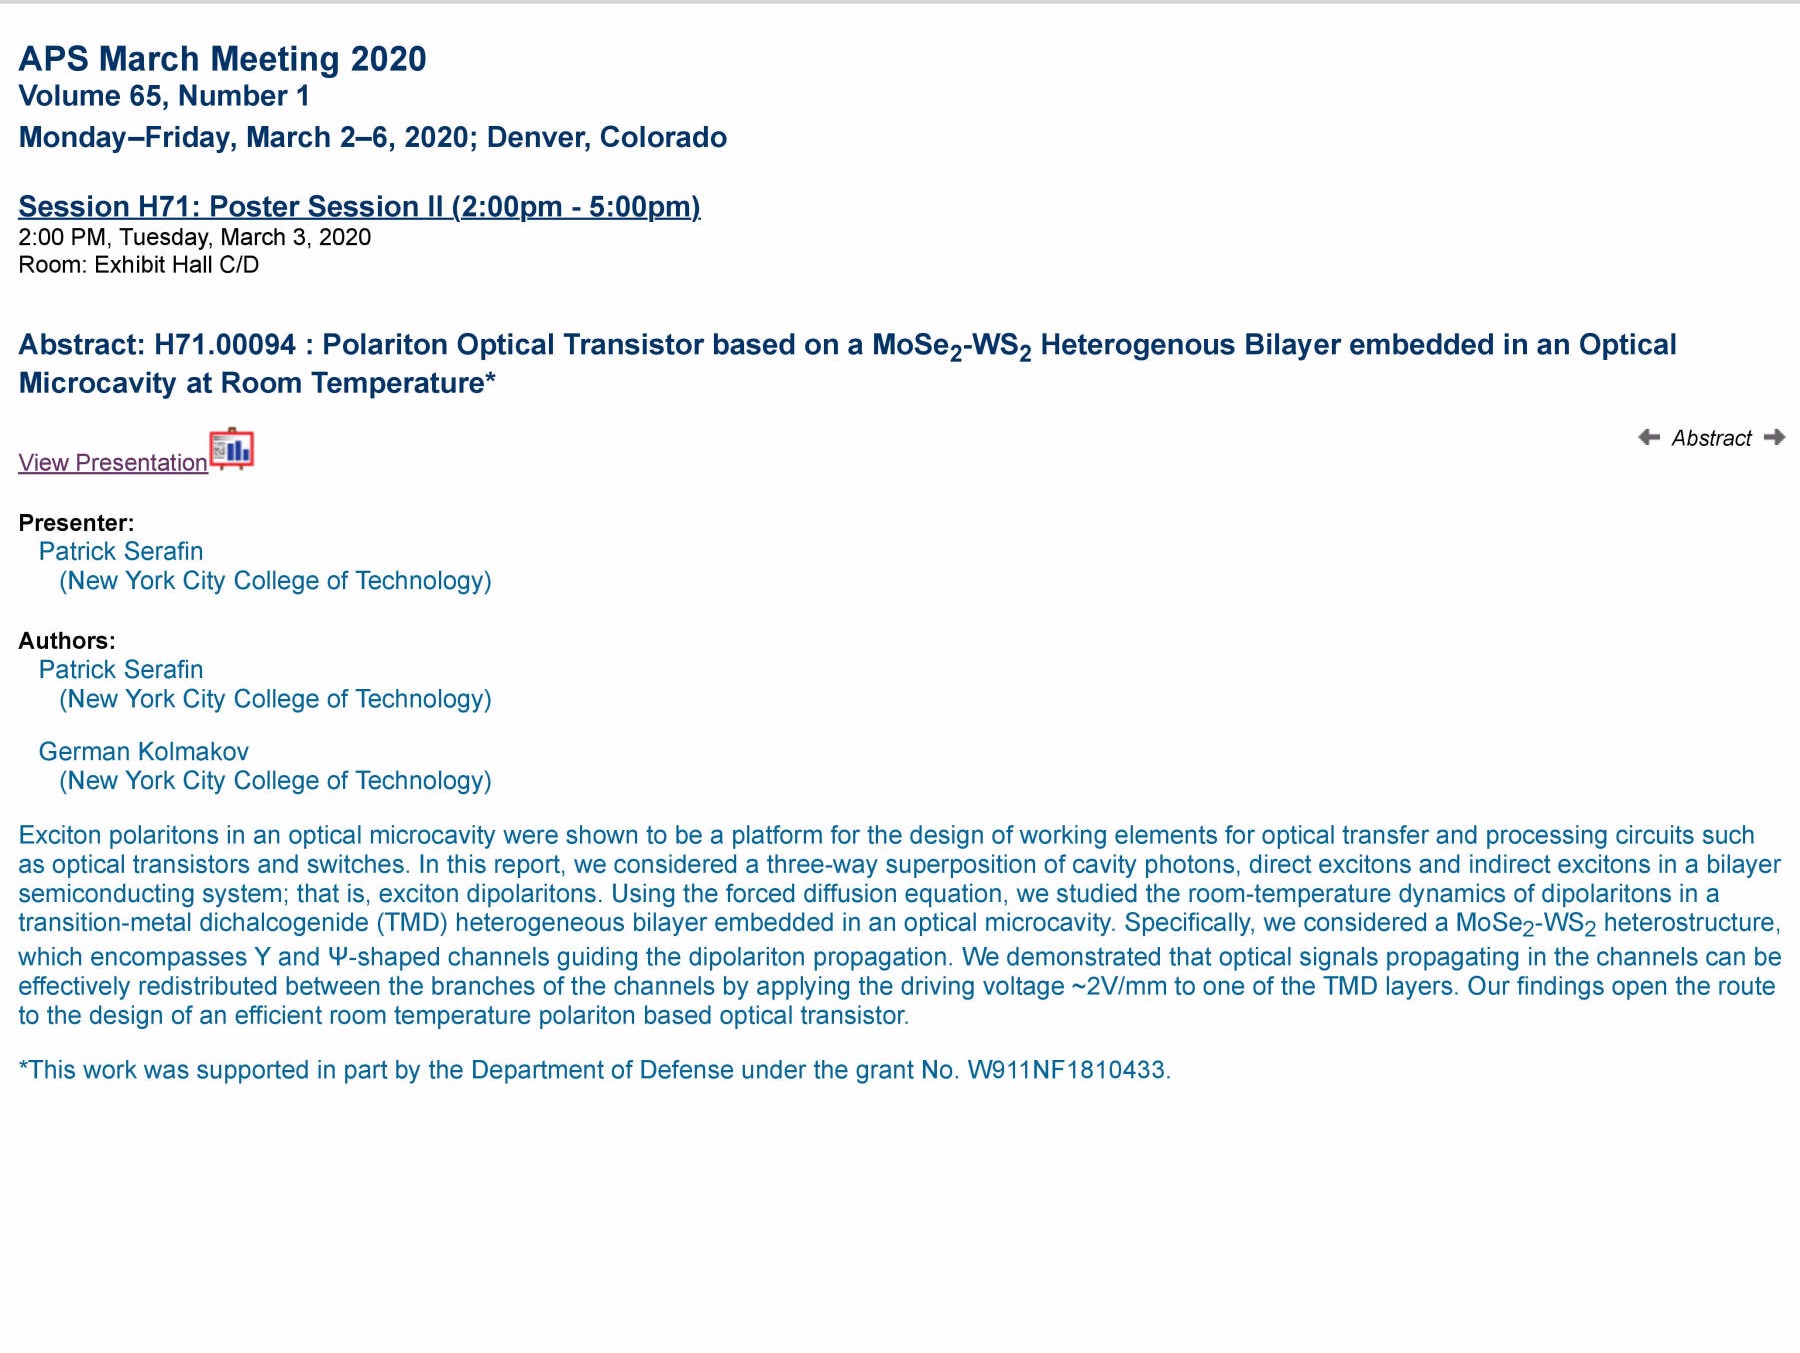 APS March Meeting 2020
Volume 65, Number 1
Monday–Friday, March 2–6, 2020; Denver, Colorado
Session H71: Poster Session II (2:00pm - 5:00pm)
2:00 PM, Tuesday, March 3, 2020
Room: Exhibit Hall C/D
Abstract: H71.00094 : Polariton Optical Transistor based on a MoSe2-WS2 Heterogenous Bilayer embedded in an Optical
Microcavity at Room Temperature*
View Presentation
Abstract
Presenter:
Patrick Serafin
(New York City College of Technology)
Authors:
Patrick Serafin
(New York City College of Technology)
German Kolmakov
(New York City College of Technology)
Exciton polaritons in an optical microcavity were shown to be a platform for the design of working elements for optical transfer and processing circuits such
as optical transistors and switches. In this report, we considered a three-way superposition of cavity photons, direct excitons and indirect excitons in a bilayer
semiconducting system; that is, exciton dipolaritons. Using the forced diffusion equation, we studied the room-temperature dynamics of dipolaritons in a
transition-metal dichalcogenide (TMD) heterogeneous bilayer embedded in an optical microcavity. Specifically, we considered a MoSe2-WS2 heterostructure,
which encompasses Y and Ψ-shaped channels guiding the dipolariton propagation. We demonstrated that optical signals propagating in the channels can be
effectively redistributed between the branches of the channels by applying the driving voltage ~2V/mm to one of the TMD layers. Our findings open the route
to the design of an efficient room temperature polariton based optical transistor.
*This work was supported in part by the Department of Defense under the grant No. W911NF1810433.